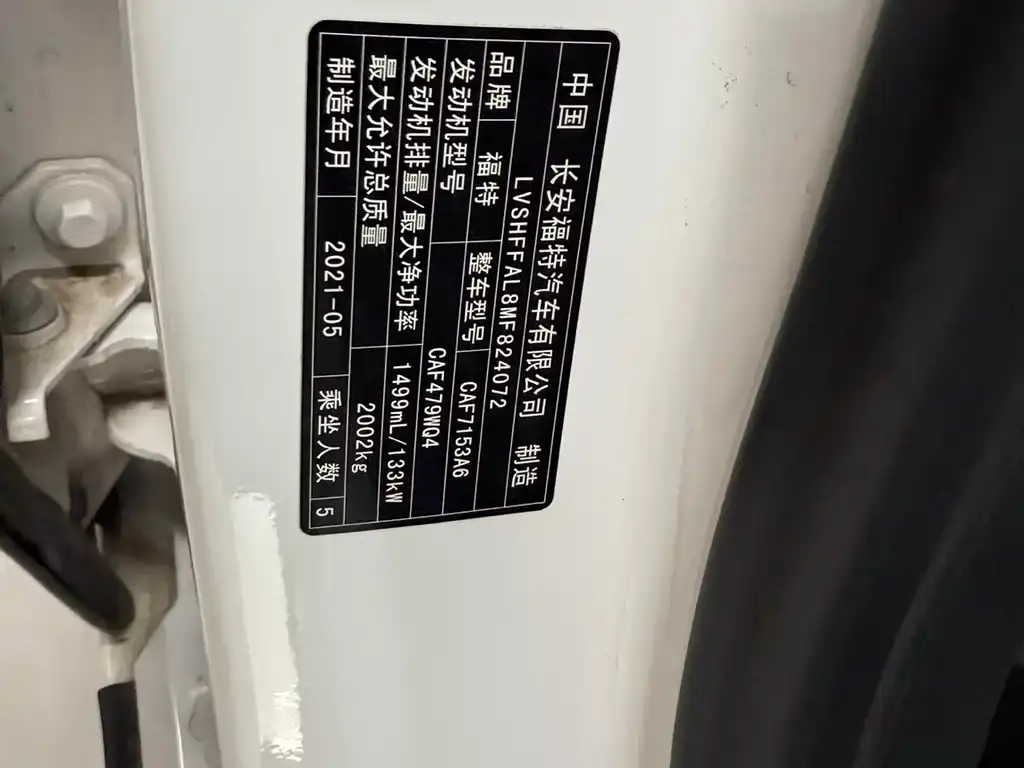 中国 长安福特汽车有限公司 制造
LVSHFFAL8MF824072
品牌 福特 整车型号 CAF7153A6
发动机型号 CAF479WQ4
发动机排量/最大净功率 1499mL/133kW
最大允许总质量 2002kg
制造年月 2021-05 乘坐人数 5